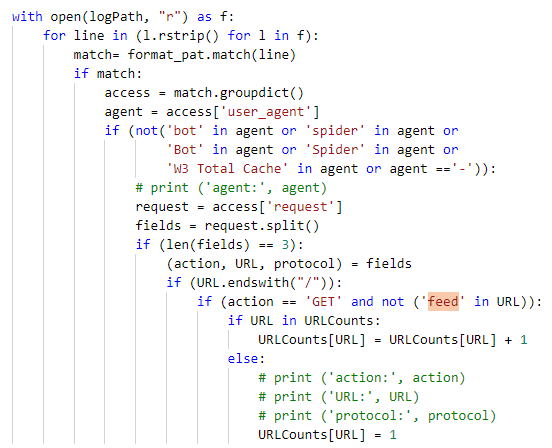 with open(logPath, "r") as f:
    for line in (l.rstrip() for l in f):
        match= format_pat.match(line)
        if match:
            access = match.groupdict()
            agent = access['user_agent']
            if (not('bot' in agent or 'spider' in agent or
                    'Bot' in agent or 'Spider' in agent or
                    'W3 Total Cache' in agent or agent =='-')):
                # print ('agent:', agent)
                request = access['request']
                fields = request.split()
                if (len(fields) == 3):
                    (action, URL, protocol) = fields
                    if (URL.endswith("/")):
                        if (action == 'GET' and not ('feed' in URL)):
                            if URL in URLCounts:
                                URLCounts[URL] = URLCounts[URL] + 1
                            else:
                                # print ('action:', action)
                                # print ('URL:', URL)
                                # print ('protocol:', protocol)
                                URLCounts[URL] = 1